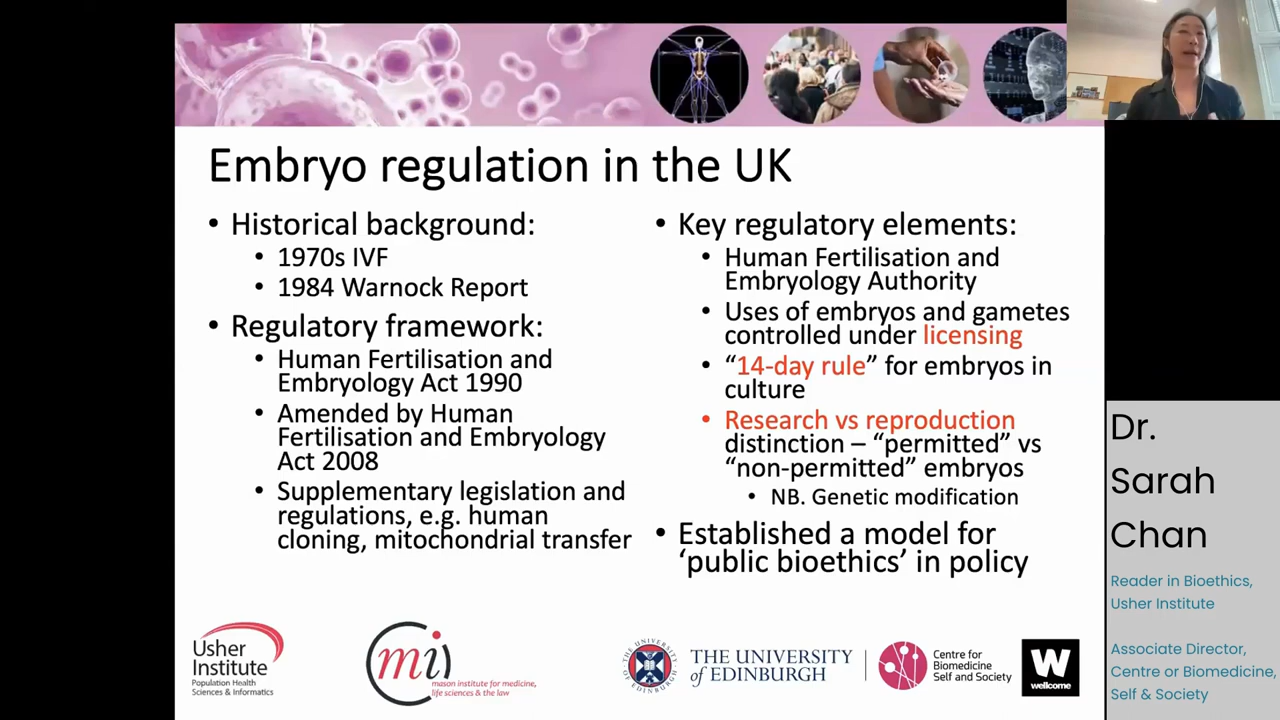 Embryo regulation in the UK
• Historical background:
• 1970s IVF
• 1984 Warnock Report
• Regulatory framework:
• Human Fertilisation and
Embryology Act 1990
• Amended by Human
Fertilisation and Embryology
Act 2008
• Supplementary legislation and
regulations, e.g. human
cloning, mitochondrial transfer
• Key regulatory elements:
• Human Fertilisation and
Embryology Authority
• Uses of embryos and gametes
controlled under licensing
• “14-day rule” for embryos in
culture
• Research vs reproduction
distinction – “permitted” vs
“non-permitted” embryos
• NB. Genetic modification
• Established a model for
‘public bioethics’ in policy
Usher
Institute
Population Health
Sciences & Informatics
mi
mason institute for medicine,
life sciences & the law
THE UNIVERSITY
of EDINBURGH
THE UNIVERSITY
of EDINBURGH
Centre for
Biomedicine
Self and Society
W
wellcome
Dr.
Sarah
Chan
Reader in Bioethics,
Usher Institute
Associate Director,
Centre or Biomedicine,
Self & Society